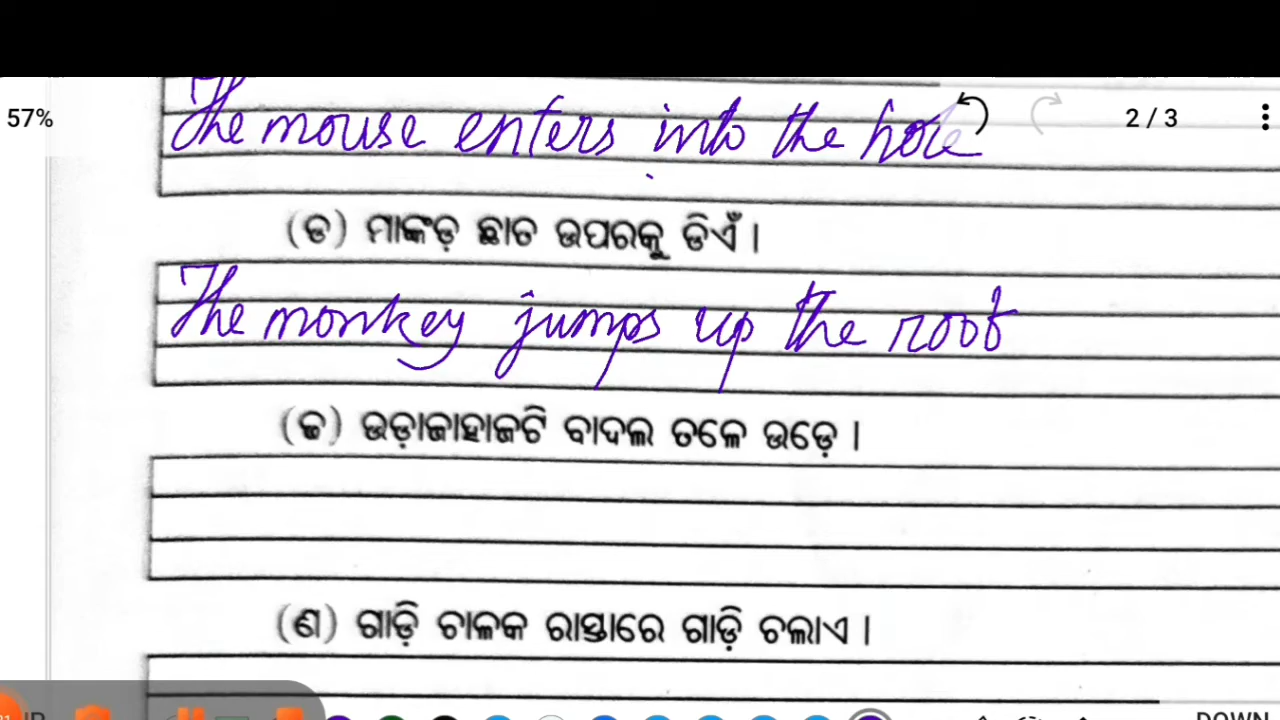 The mouse enters into the hole
57%
2 / 3
(ଡ) ମାଙ୍କଡ଼ ଛାତ ଉପରକୁ ଡିଏଁ ।
The monkey jumps up the roof
(ଢ) ଉଡ଼ାଜାହାଜଟି ବାଦଲ ତଳେ ଉଡ଼େ ।
(ଣ) ଗାଡ଼ି ଚାଳକ ରାସ୍ତାରେ ଗାଡ଼ି ଚଲାଏ ।